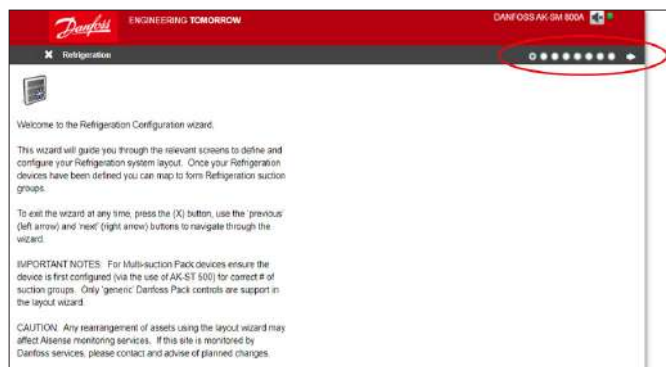 Danfoss
ENGINEERING TOMORROW
DANFOSS AK-SM 800A
X Refrigeration
Welcome to the Refrigeration Configuration wizard.
This wizard will guide you through the relevant screens to define and
configure your Refrigeration system layout. Once your Refrigeration
devices have been defined you can map to form Refrigeration suction
groups.
To exit the wizard at any time, press the (X) button, use the 'previous'
(left arrow) and 'next' (right arrow) buttons to navigate through the
wizard.
IMPORTANT NOTES: For Multi-suction Pack devices ensure the
device is first configured (via the use of AK-ST 500) for correct # of
suction groups. Only 'generic' Danfoss Pack controls are support in
the layout wizard.
CAUTION: Any rearrangement of assets using the layout wizard may
affect Alsense monitoring services. If this site is monitored by
Danfoss services, please contact and advise of planned changes.